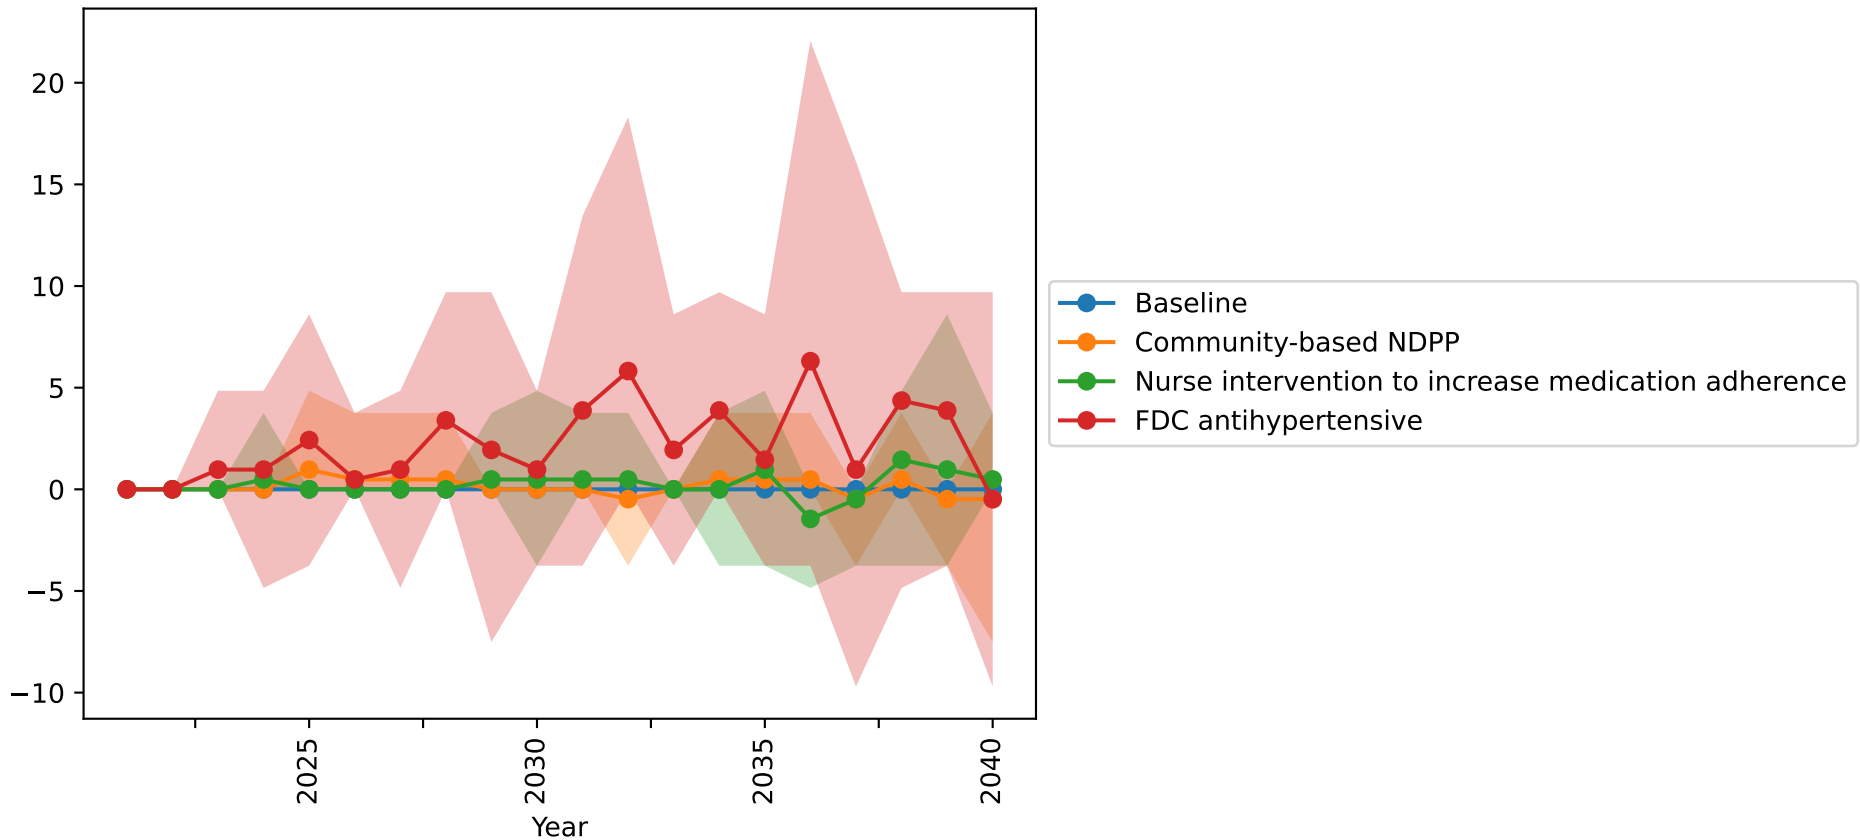 20
15
10
5
0
−5
−10
2025
2030
2035
2040
Year
Baseline
Community-based NDPP
Nurse intervention to increase medication adherence
FDC antihypertensive